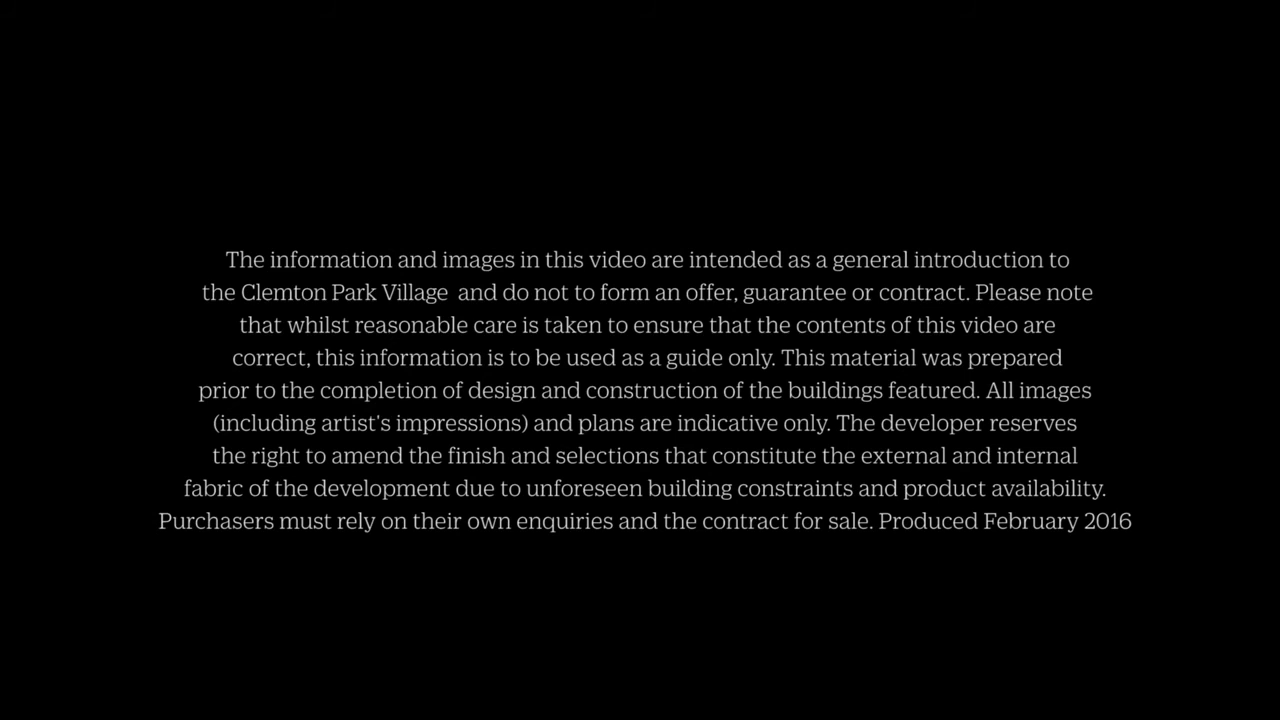 The information and images in this video are intended as a general introduction to
the Clemton Park Village and do not to form an offer, guarantee or contract. Please note
that whilst reasonable care is taken to ensure that the contents of this video are
correct, this information is to be used as a guide only. This material was prepared
prior to the completion of design and construction of the buildings featured. All images
(including artist's impressions) and plans are indicative only. The developer reserves
the right to amend the finish and selections that constitute the external and internal
fabric of the development due to unforeseen building constraints and product availability.
Purchasers must rely on their own enquiries and the contract for sale. Produced February 2016